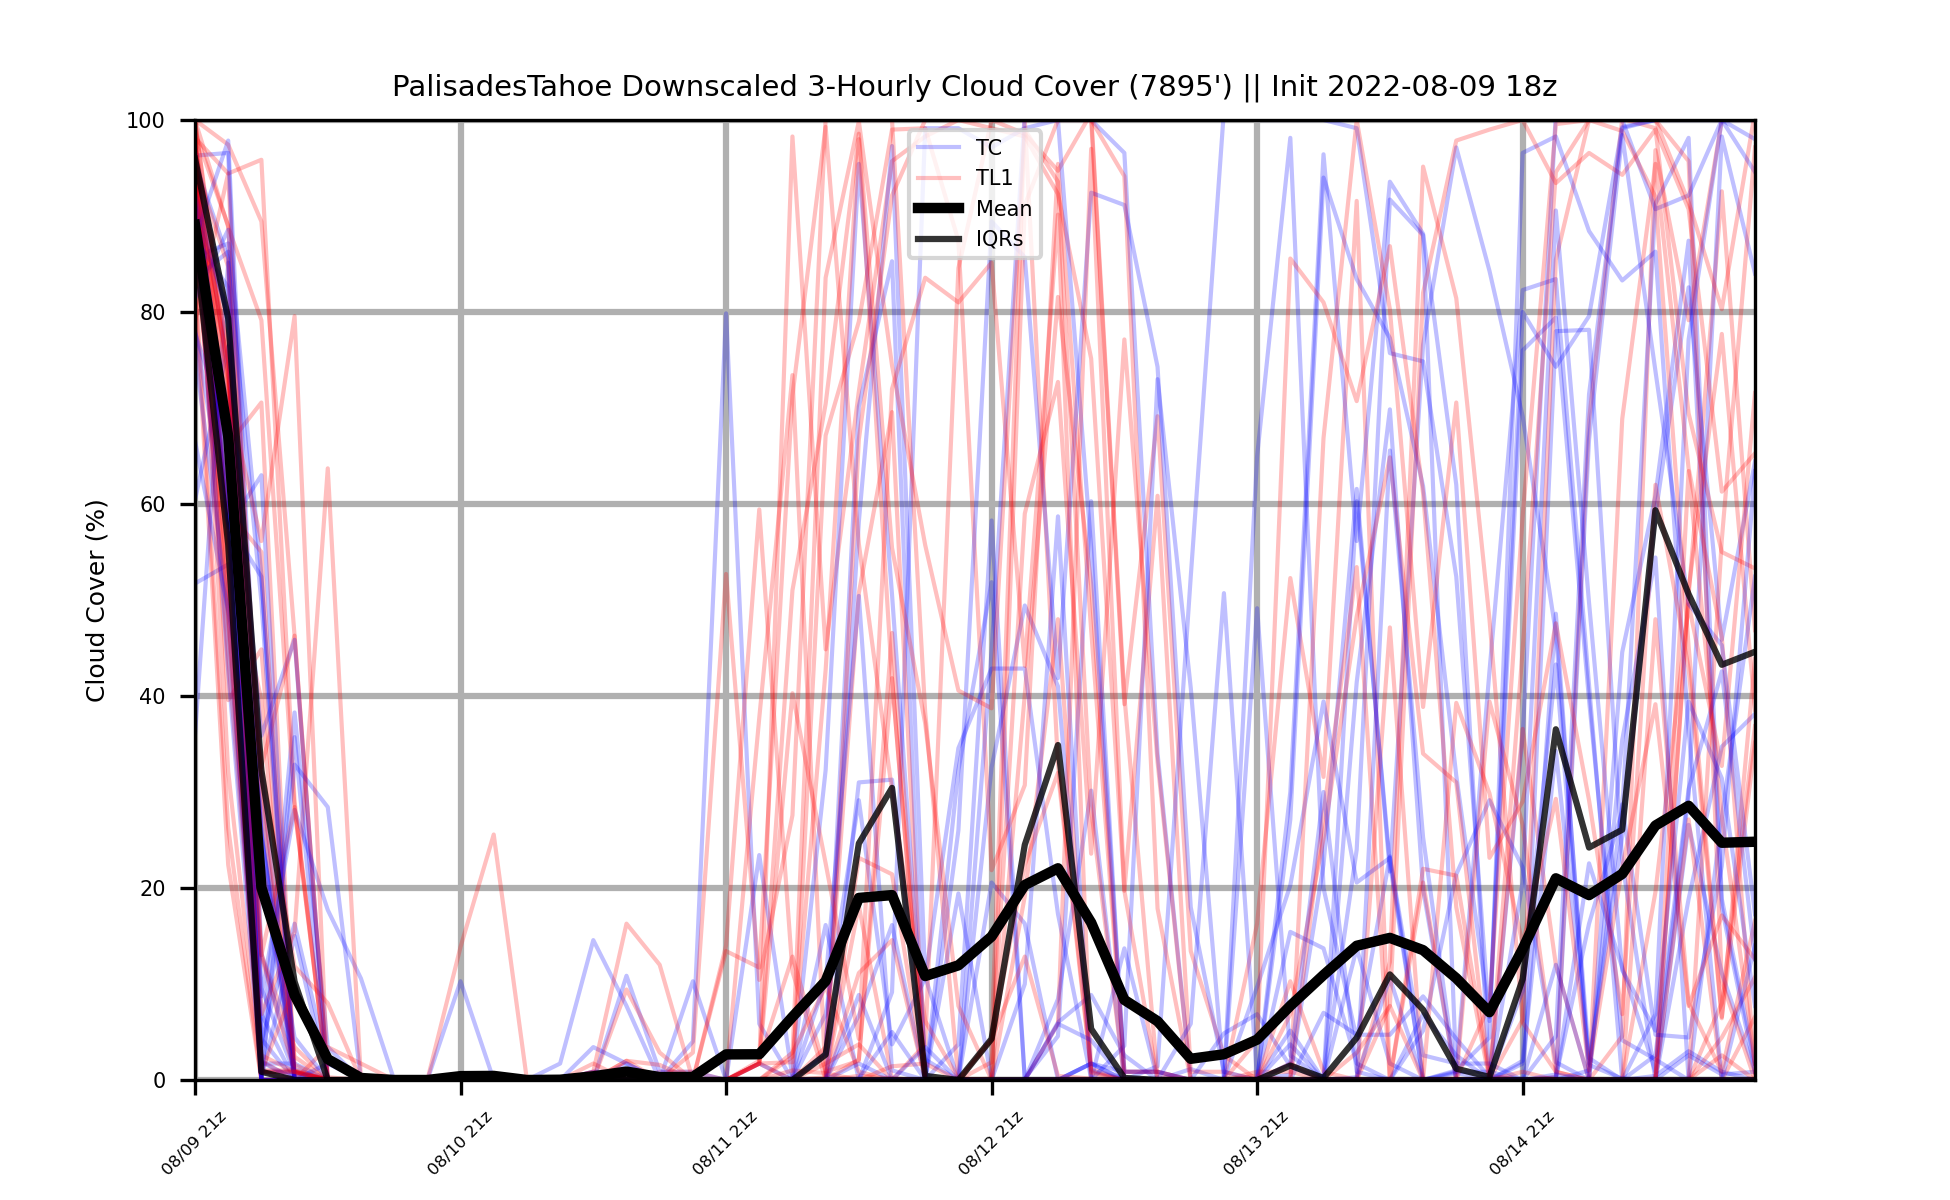 PalisadesTahoe Downscaled 3-Hourly Cloud Cover (7895') || Init 2022-08-09 18z
TC
TL1
Mean
IQRs
Cloud Cover (%)
100
80
60
40
20
0
08/09 21z
08/10 21z
08/11 21z
08/12 21z
08/13 21z
08/14 21z